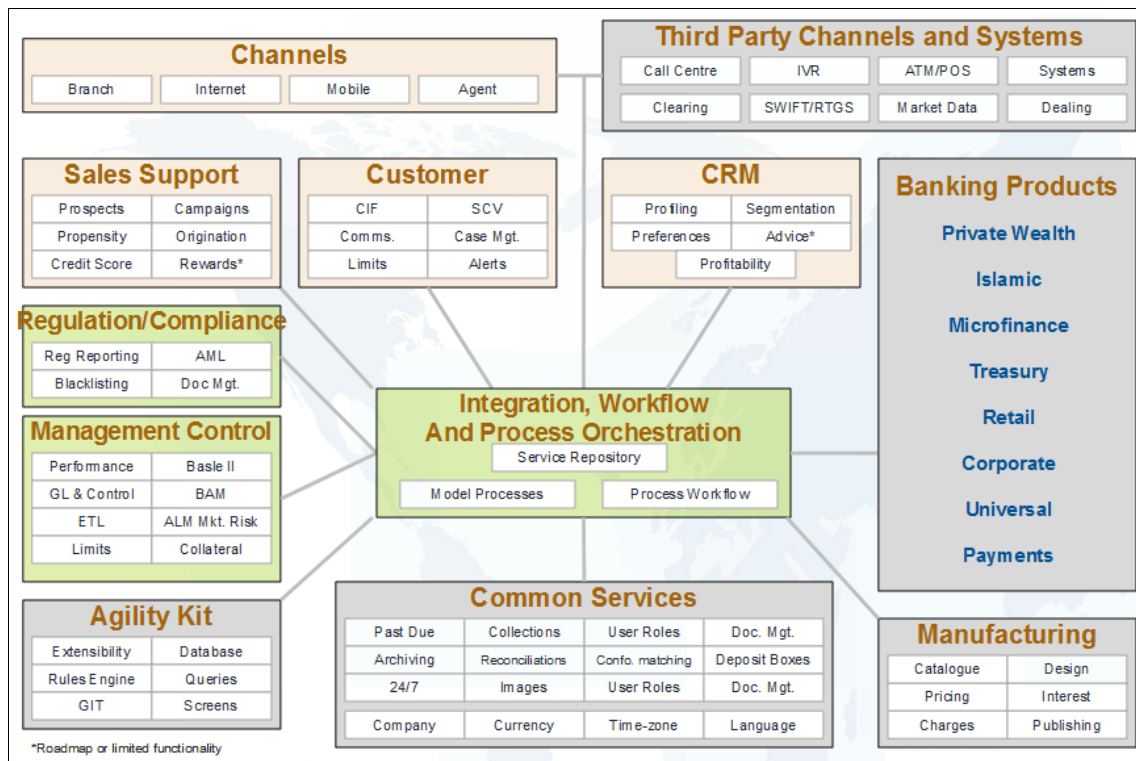 Channels
Branch
Internet
Mobile
Agent
Third Party Channels and Systems
Call Centre
IVR
ATM/POS
Systems
Clearing
SWIFT/RTGS
Market Data
Dealing
Sales Support
Prospects
Campaigns
Propensity
Origination
Credit Score
Rewards*
Customer
CIF
SCV
Comms.
Case Mgt.
Limits
Alerts
CRM
Profiling
Segmentation
Preferences
Advice*
Profitability
Banking Products
Private Wealth
Islamic
Microfinance
Treasury
Retail
Corporate
Universal
Payments
Regulation/Compliance
Reg Reporting
AML
Blacklisting
Doc Mgt.
Management Control
Performance
Basle II
GL & Control
BAM
ETL
ALM Mkt. Risk
Limits
Collateral
Integration, Workflow
And Process Orchestration
Service Repository
Model Processes
Process Workflow
Agility Kit
Extensibility
Database
Rules Engine
Queries
GIT
Screens
Common Services
Past Due
Collections
User Roles
Doc. Mgt.
Archiving
Reconciliations
Confo. matching
Deposit Boxes
24/7
Images
User Roles
Doc. Mgt.
Company
Currency
Time-zone
Language
Manufacturing
Catalogue
Design
Pricing
Interest
Charges
Publishing
*Roadmap or limited functionality